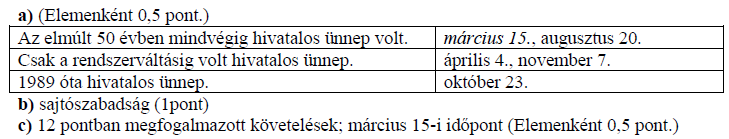 a) (Elemenként 0,5 pont.)
Az elmúlt 50 évben mindvégig hivatalos ünnep volt. március 15., augusztus 20.
Csak a rendszerváltásig volt hivatalos ünnep. április 4., november 7.
1989 óta hivatalos ünnep. október 23.
b) sajtószabadság (1pont)
c) 12 pontban megfogalmazott követelések; március 15-i időpont (Elemenként 0,5 pont.)